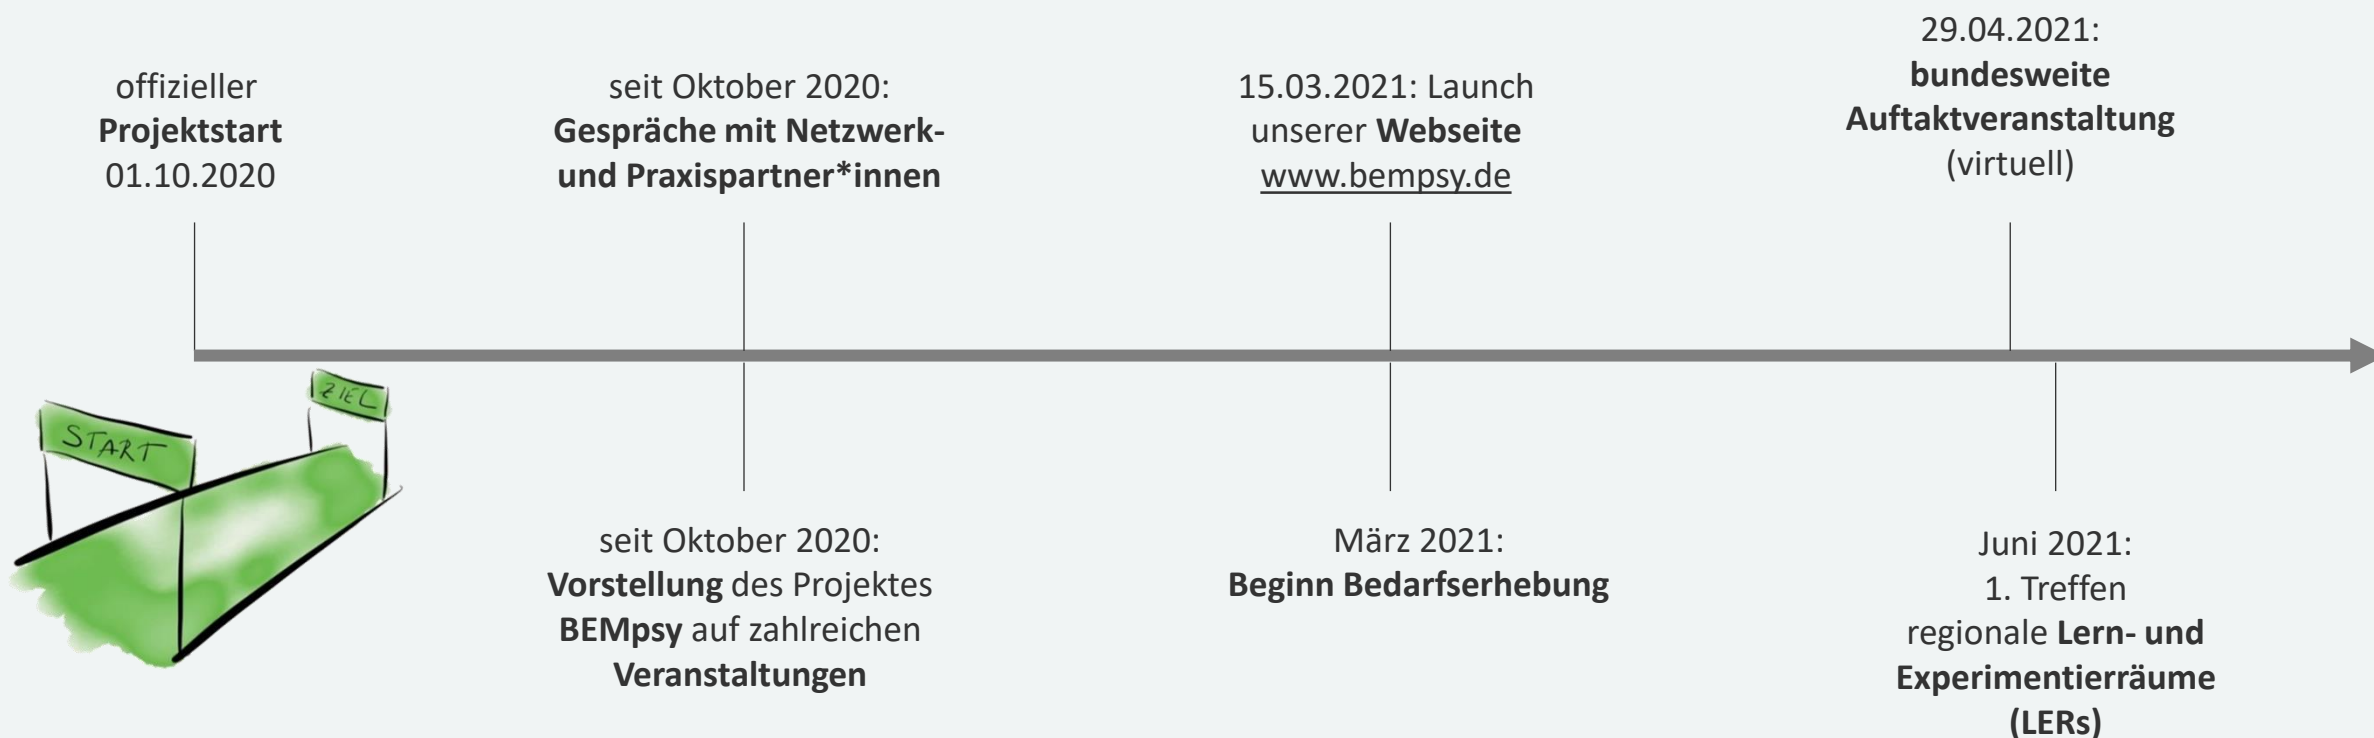 offizieller
Projektstart
01.10.2020
seit Oktober 2020:
Gespräche mit Netzwerk-
und Praxispartner*innen
15.03.2021: Launch
unserer Webseite
www.bempsy.de
29.04.2021:
bundesweite
Auftaktveranstaltung
(virtuell)
START
ZIEL
seit Oktober 2020:
Vorstellung des Projektes
BEMpsy auf zahlreichen
Veranstaltungen
März 2021:
Beginn Bedarfserhebung
Juni 2021:
1. Treffen
regionale Lern- und
Experimentierräume
(LERs)